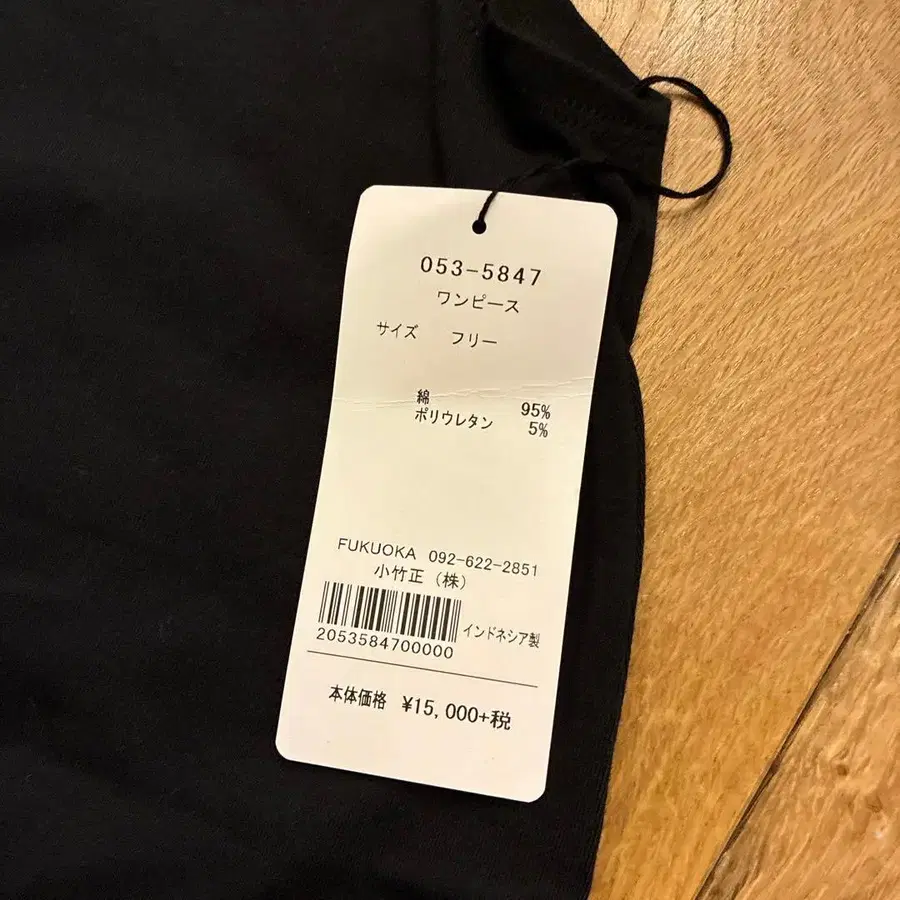 053-5847
ワンピース
サイズ フリー
綿 95%
ポリウレタン 5%
FUKUOKA 092-622-2851
小竹正（株）
インドネシア製
2053584700000
本体価格 ¥15,000+税